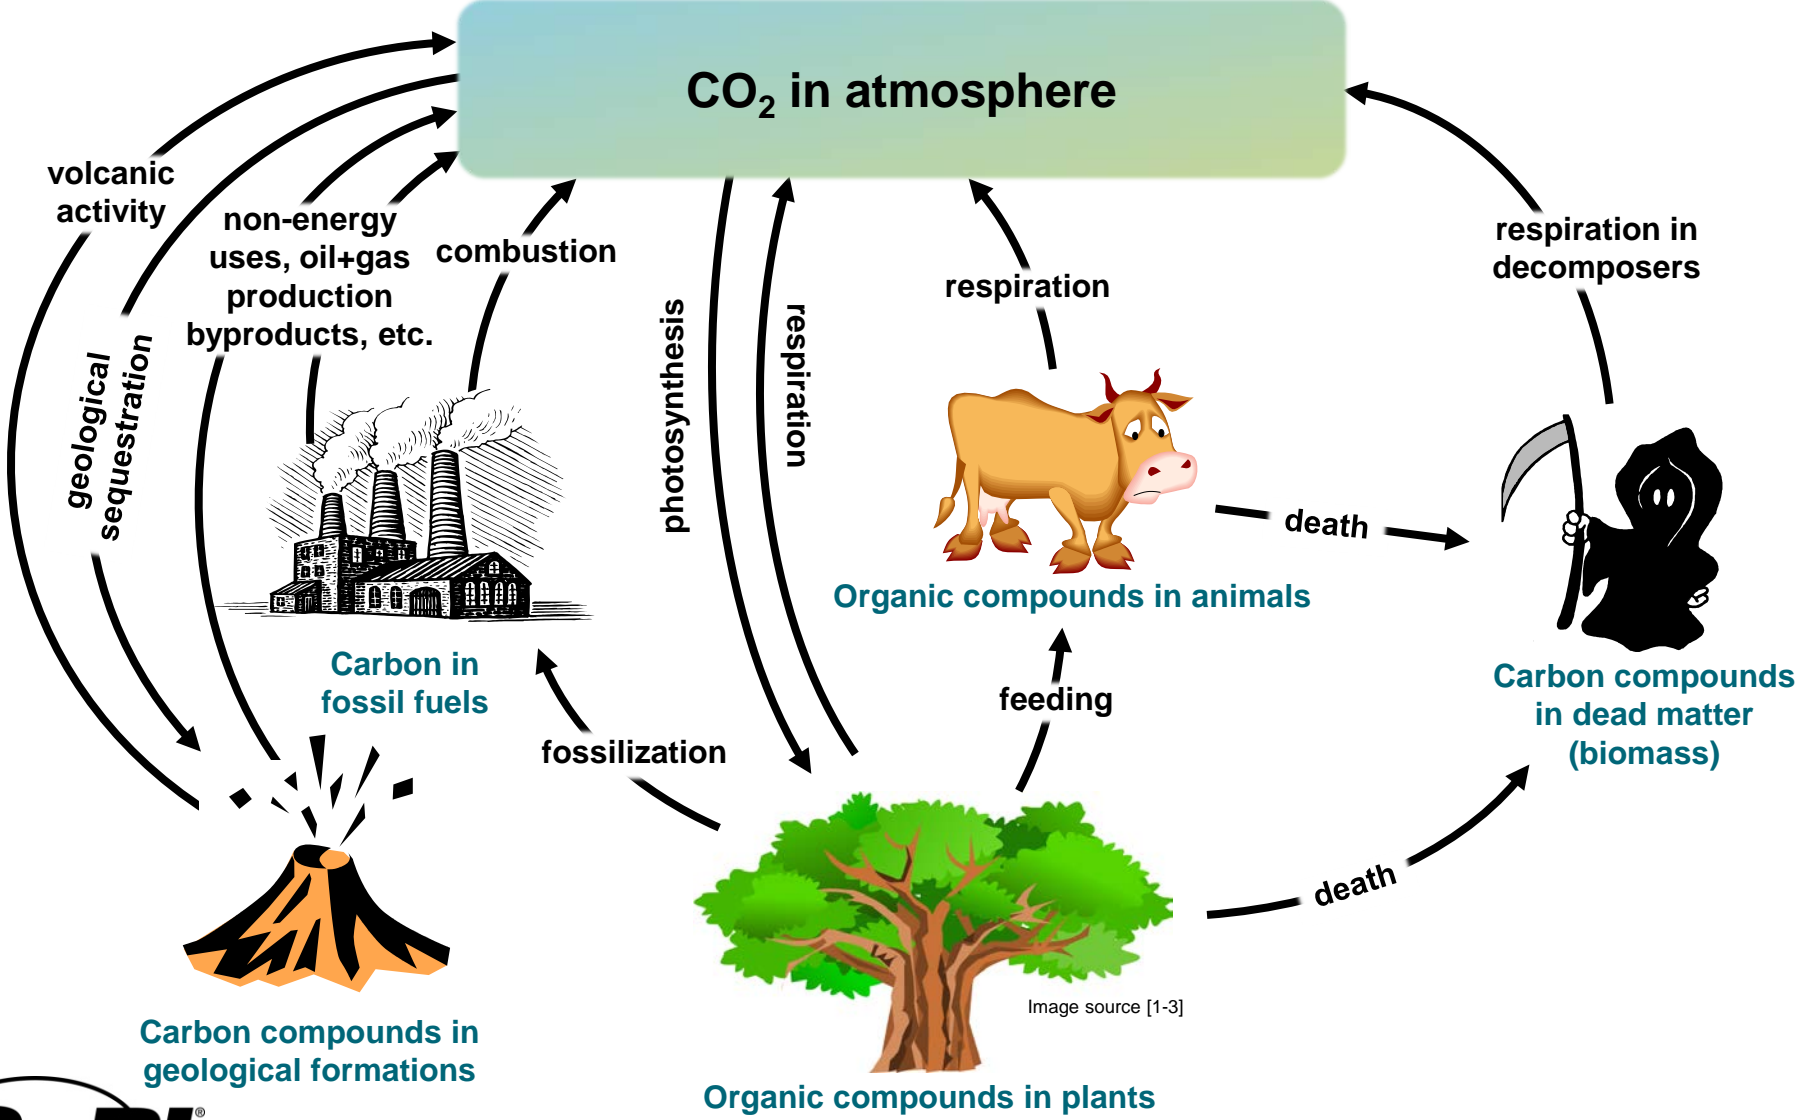 CO2 in atmosphere
volcanic
activity
non-energy
uses, oil+gas
production
byproducts, etc.
combustion
respiration
respiration in
decomposers
geological
sequestration
photosynthesis
respiration
death
Organic compounds in animals
Carbon in
fossil fuels
feeding
Carbon compounds
in dead matter
(biomass)
fossilization
death
Image source [1-3]
Carbon compounds in
geological formations
Organic compounds in plants